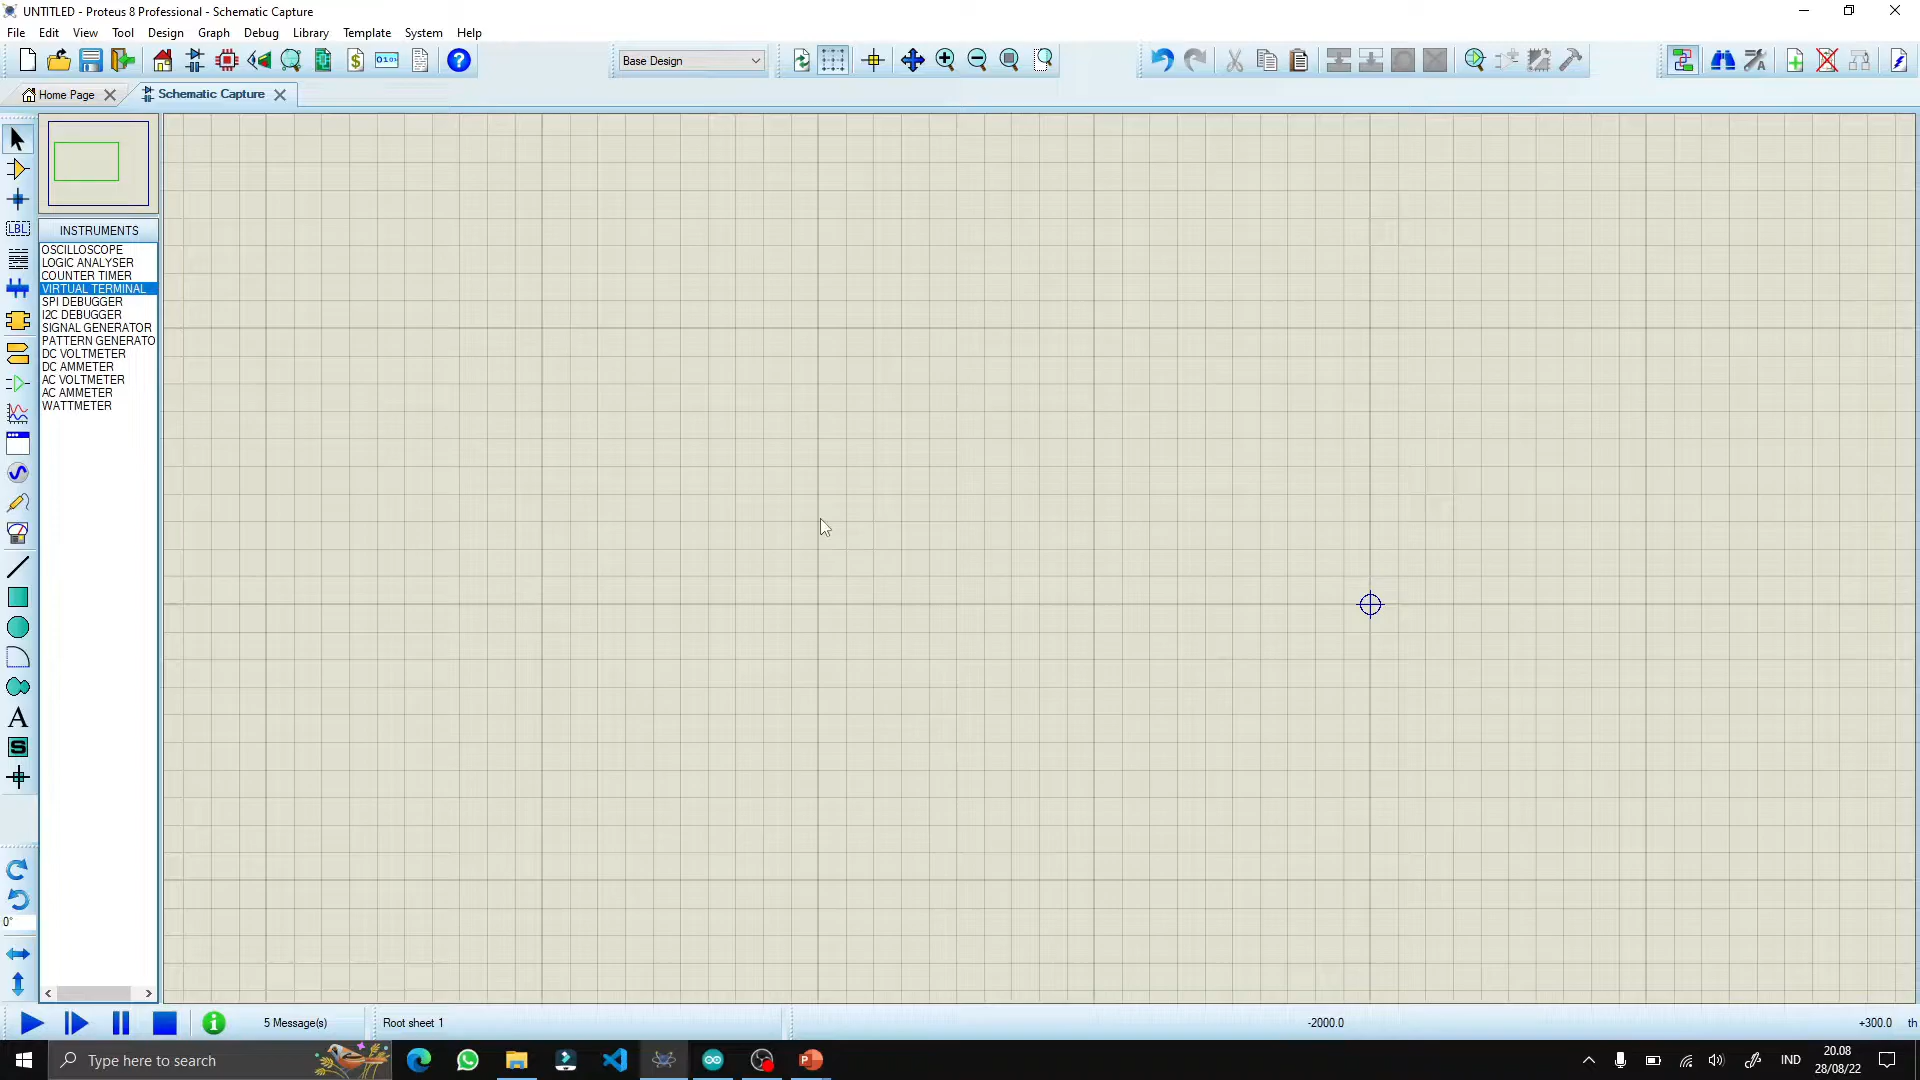 UNTITLED - Proteus 8 Professional - Schematic Capture
File Edit View Tool Design Graph Debug Library Template System Help
Base Design
Home Page
Schematic Capture
INSTRUMENTS
OSCILLOSCOPE
LOGIC ANALYSER
COUNTER TIMER
VIRTUAL TERMINAL
SPI DEBUGGER
I2C DEBUGGER
SIGNAL GENERATOR
PATTERN GENERATO
DC VOLTMETER
DC AMMETER
AC VOLTMETER
AC AMMETER
WATTMETER
LBL
A
S
0°
5 Message(s)
Root sheet 1
-2000.0
+300.0
th
Type here to search
IND
20.08
28/08/22